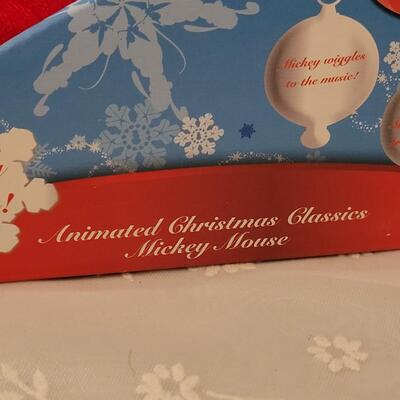 Mickey wiggles
to the music!
Animated Christmas Classics
Mickey Mouse